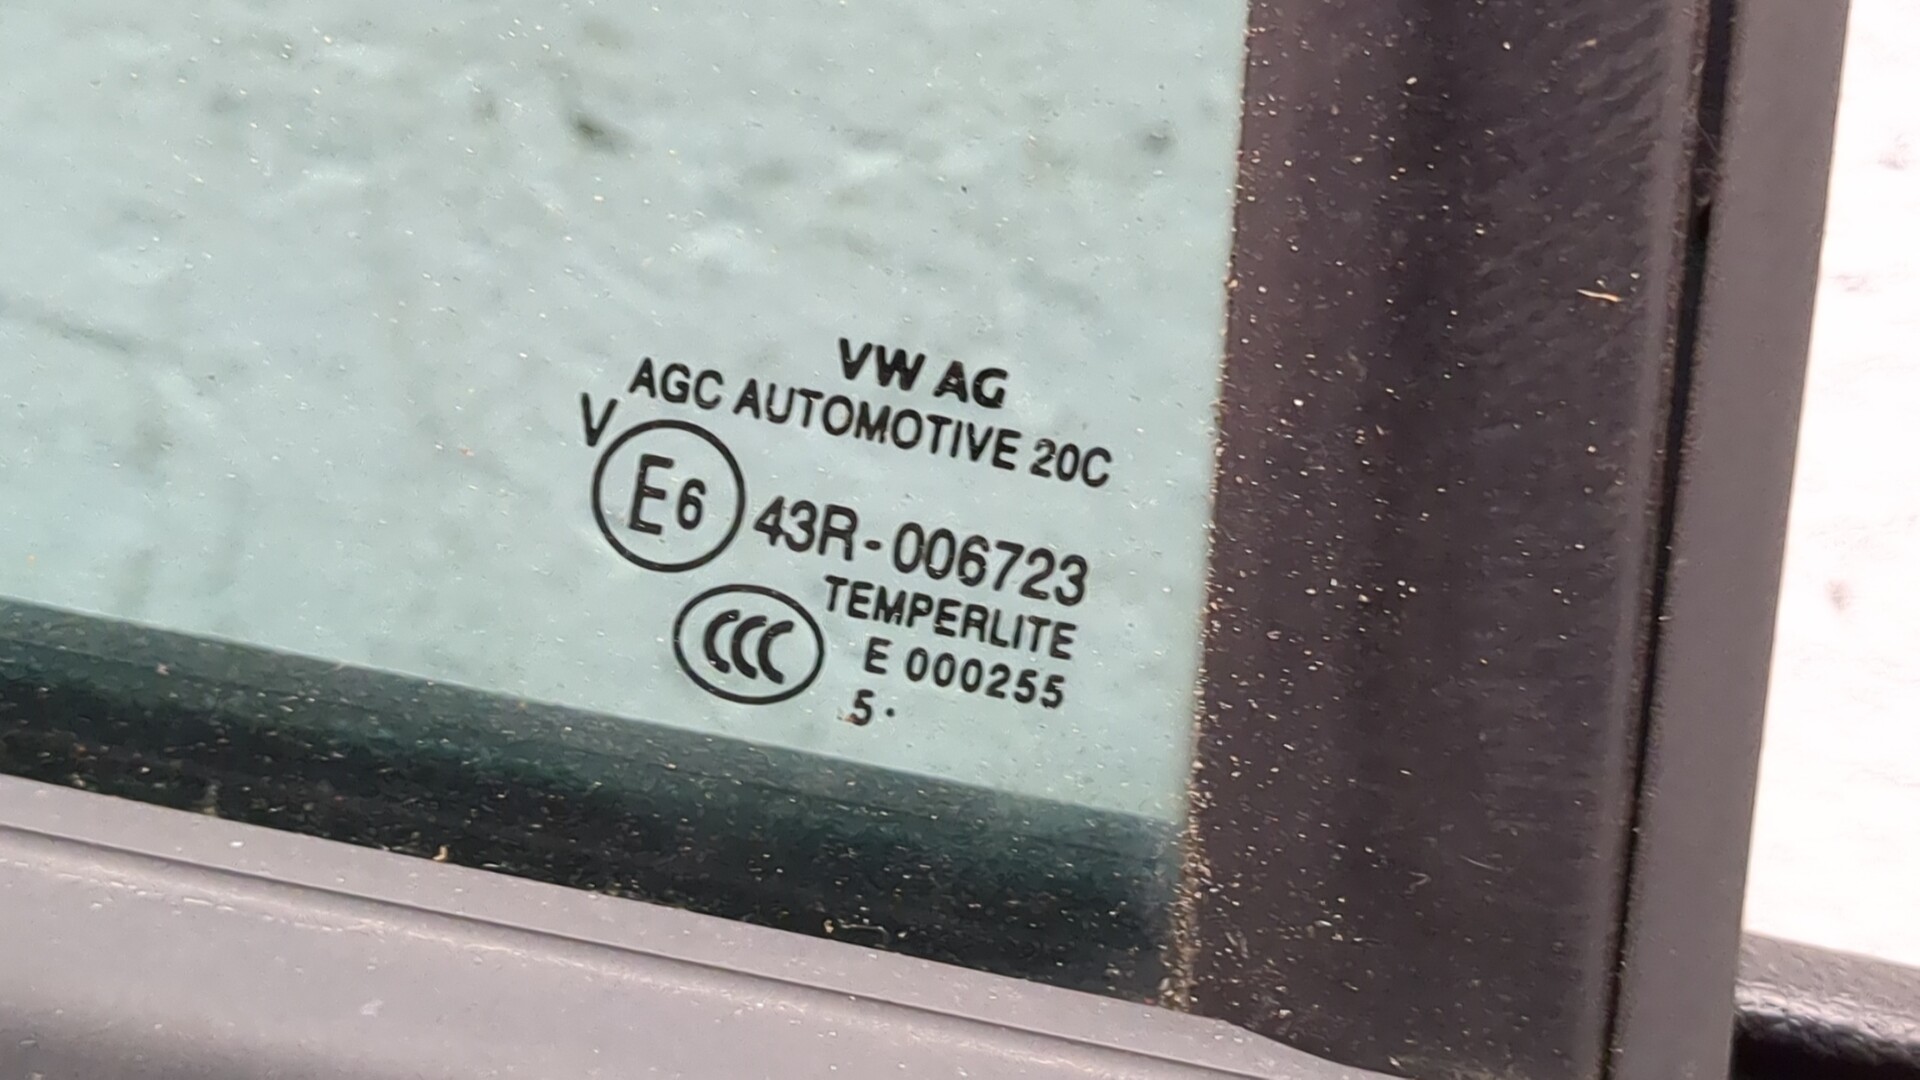 VW AG
AGC AUTOMOTIVE 20C
V
E6 43R-006723
TEMPERLITE
CCC E 000255
5·